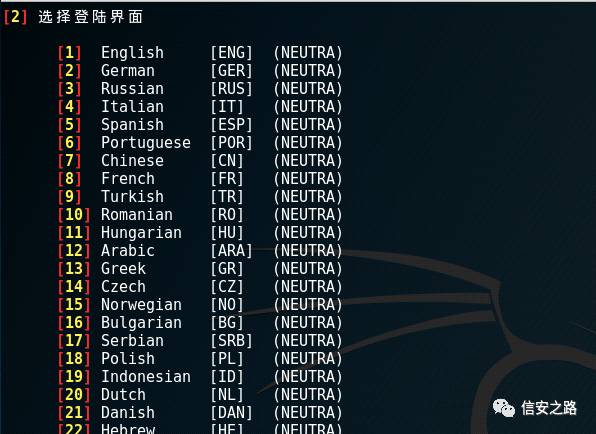 [2] 选择登陆界面
[1] English [ENG] (NEUTRA)
[2] German [GER] (NEUTRA)
[3] Russian [RUS] (NEUTRA)
[4] Italian [IT] (NEUTRA)
[5] Spanish [ESP] (NEUTRA)
[6] Portuguese [POR] (NEUTRA)
[7] Chinese [CN] (NEUTRA)
[8] French [FR] (NEUTRA)
[9] Turkish [TR] (NEUTRA)
[10] Romanian [RO] (NEUTRA)
[11] Hungarian [HU] (NEUTRA)
[12] Arabic [ARA] (NEUTRA)
[13] Greek [GR] (NEUTRA)
[14] Czech [CZ] (NEUTRA)
[15] Norwegian [NO] (NEUTRA)
[16] Bulgarian [BG] (NEUTRA)
[17] Serbian [SRB] (NEUTRA)
[18] Polish [PL] (NEUTRA)
[19] Indonesian [ID] (NEUTRA)
[20] Dutch [NL] (NEUTRA)
[21] Danish [DAN] (NEUTRA)
[22] Hebrew [HE] (NEUTRA)
信安之路